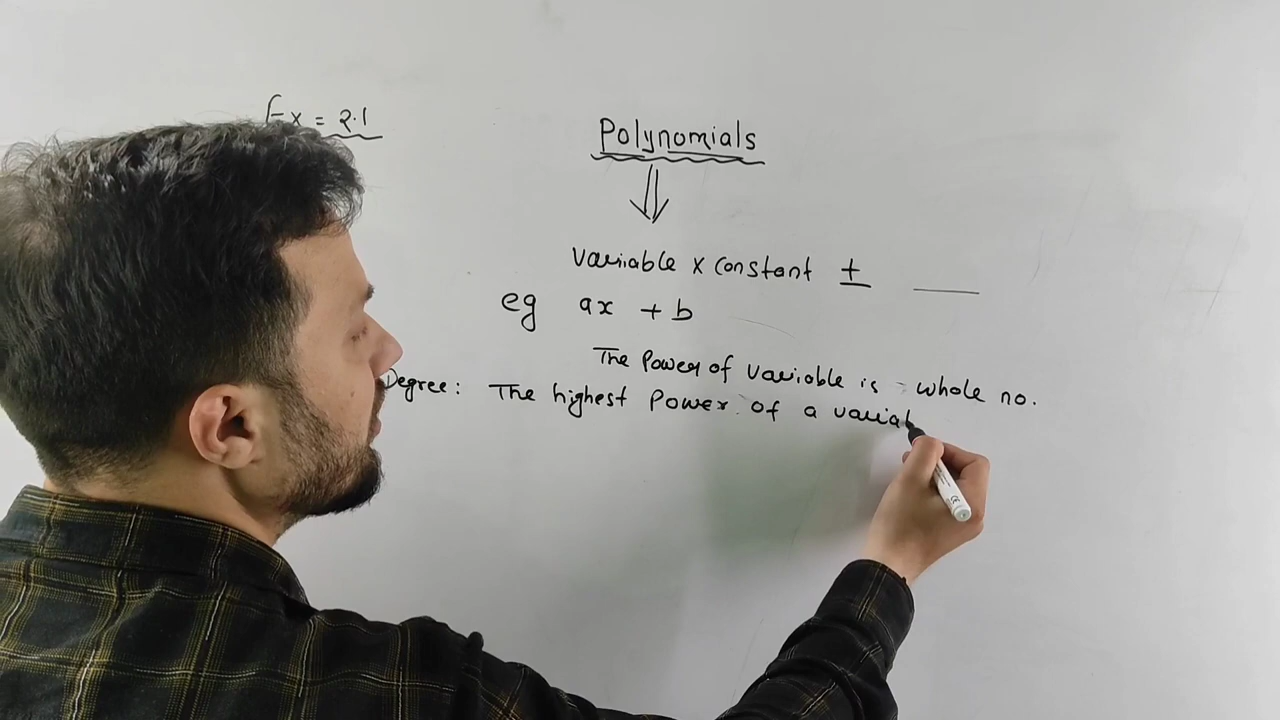 Ex = 2.1
Polynomials
⇓
variable x constant ± ____
eg ax + b
The Power of variable is - whole no.
Degree: The highest Power of a variab